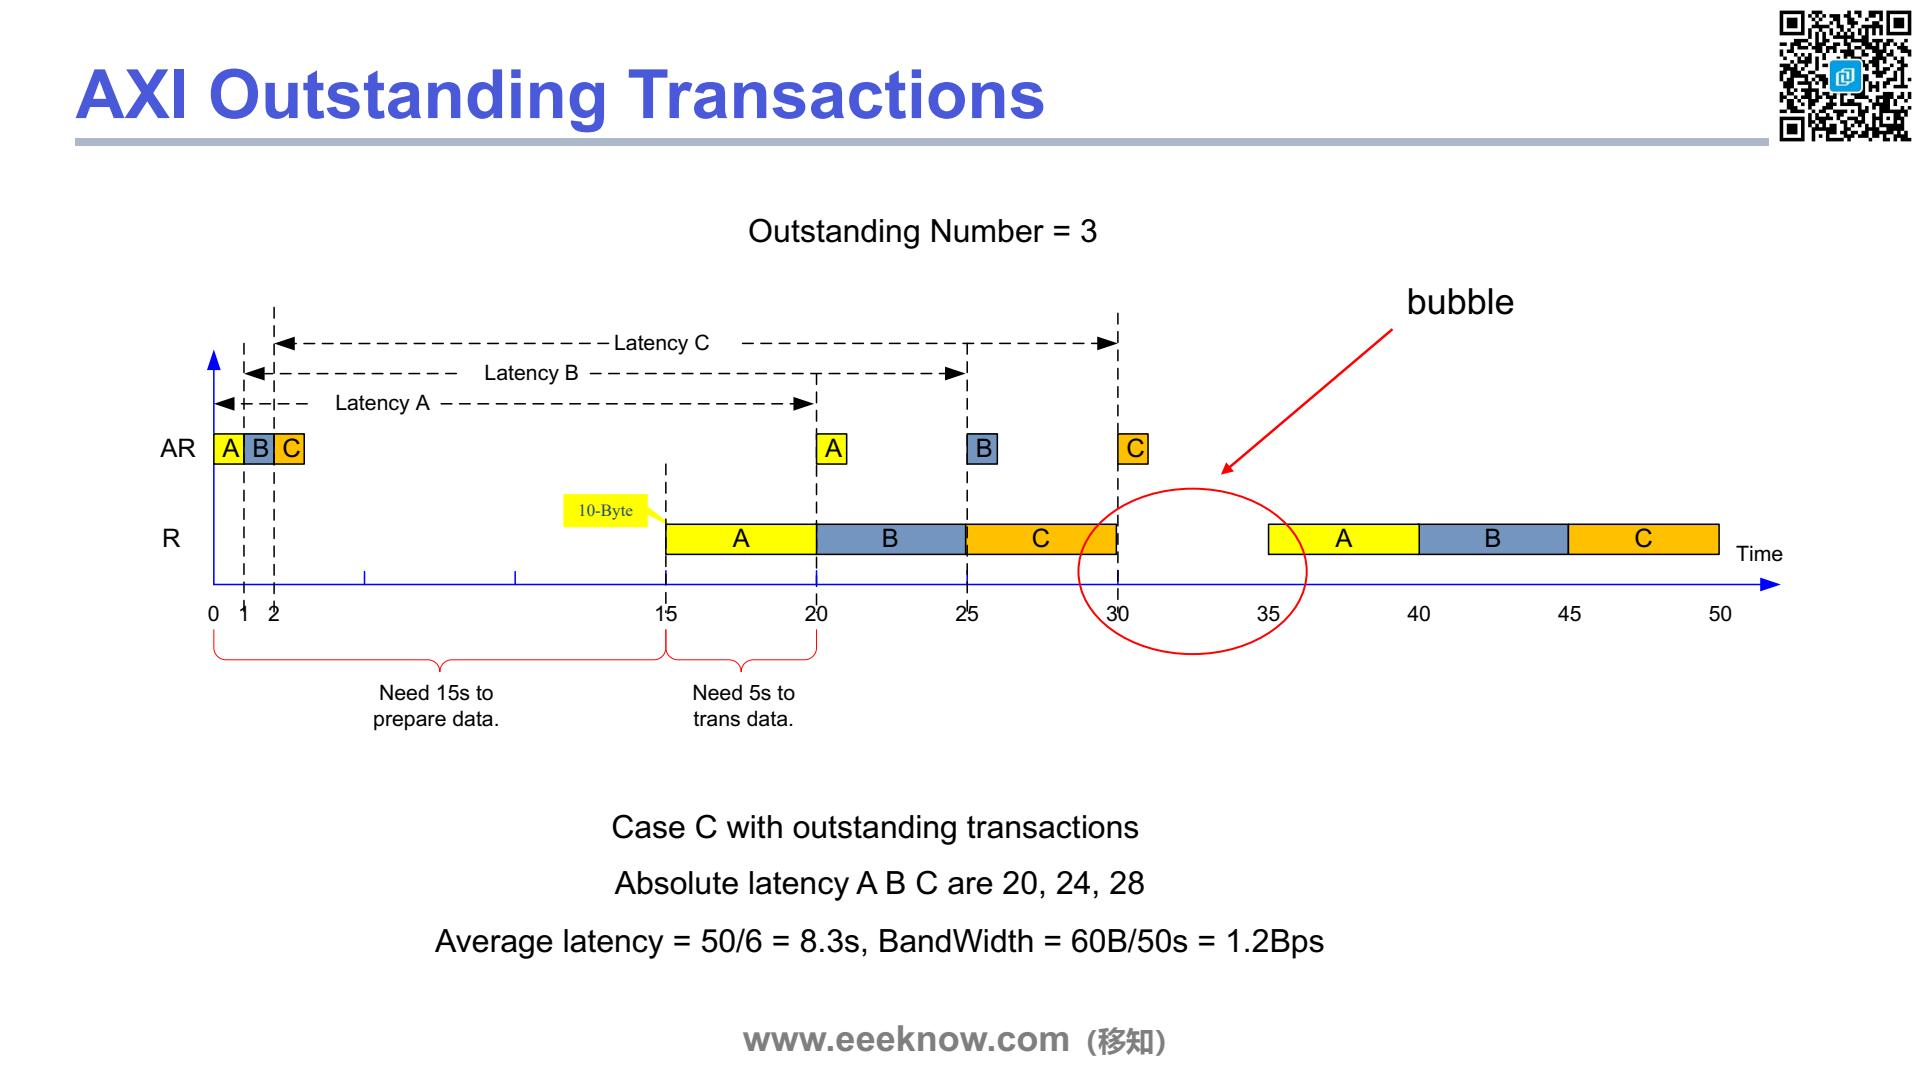 AXI Outstanding Transactions
Outstanding Number = 3
bubble
Latency C
Latency B
Latency A
AR A B C A B C
10-Byte
R A B C A B C
Time
0 1 2 15 20 25 30 35 40 45 50
Need 15s to
prepare data.
Need 5s to
trans data.
Case C with outstanding transactions
Absolute latency A B C are 20, 24, 28
Average latency = 50/6 = 8.3s, BandWidth = 60B/50s = 1.2Bps
www.eeeknow.com (移知)